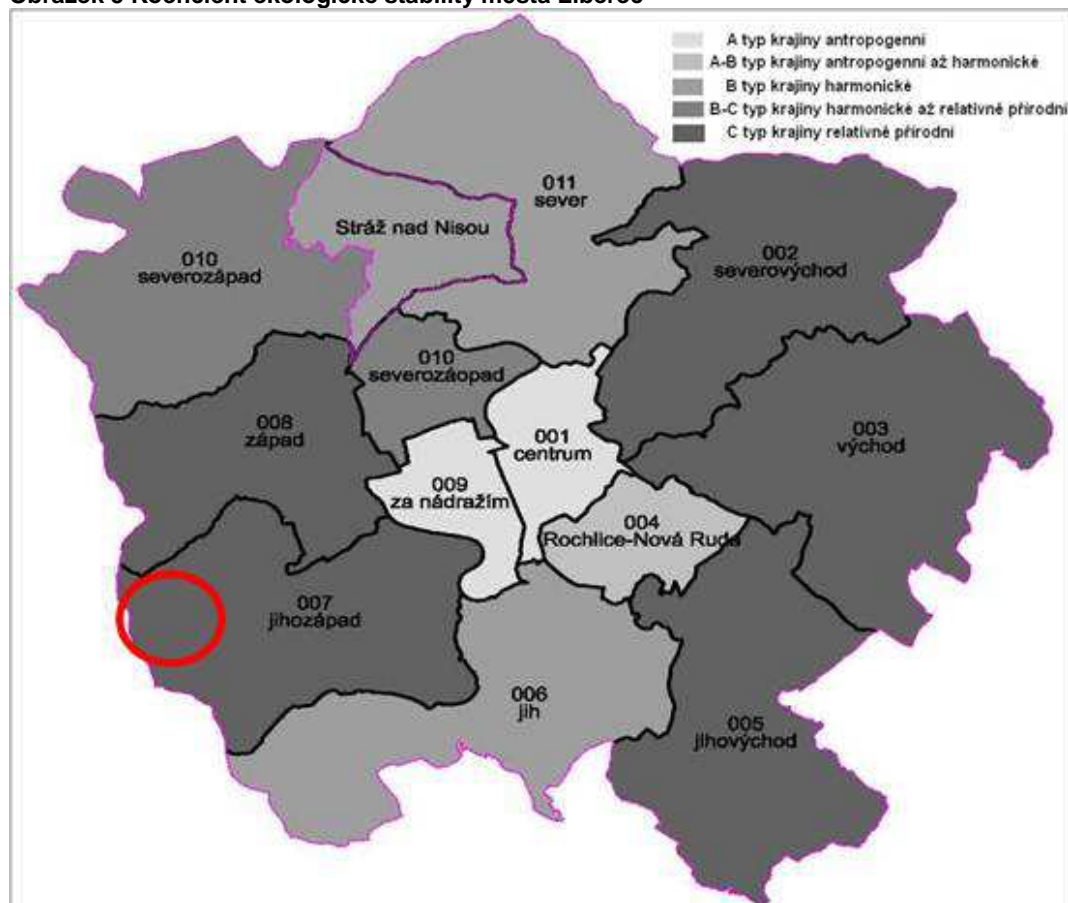 A typ krajiny antropogenní
A-B typ krajiny antropogenní až harmonické
B typ krajiny harmonické
B-C typ krajiny harmonické až relativně přírodní
C typ krajiny relativně přírodní
011
sever
Stráž nad Nisou
010
severozápad
002
severovýchod
010
severozáopad
008
západ
001
centrum
003
východ
009
za nádražím
004
Rochlice-Nová Ruda
007
jihozápad
006
jih
005
jihovýchod